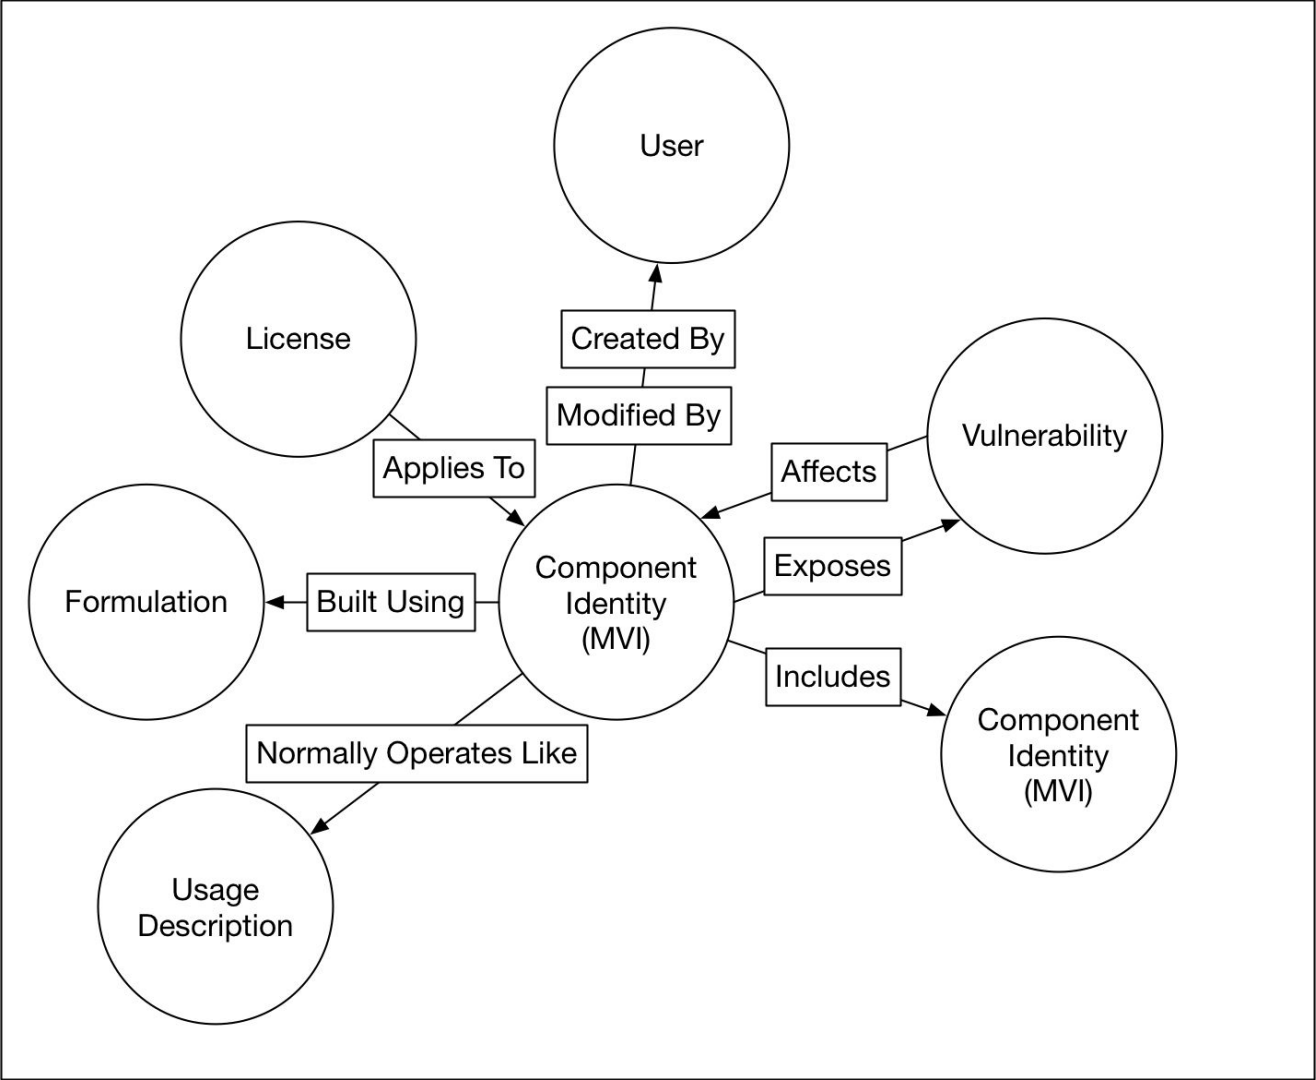 User
License
Created By
Modified By
Applies To
Vulnerability
Affects
Exposes
Component
Identity
(MVI)
Formulation
Built Using
Includes
Component
Identity
(MVI)
Normally Operates Like
Usage
Description